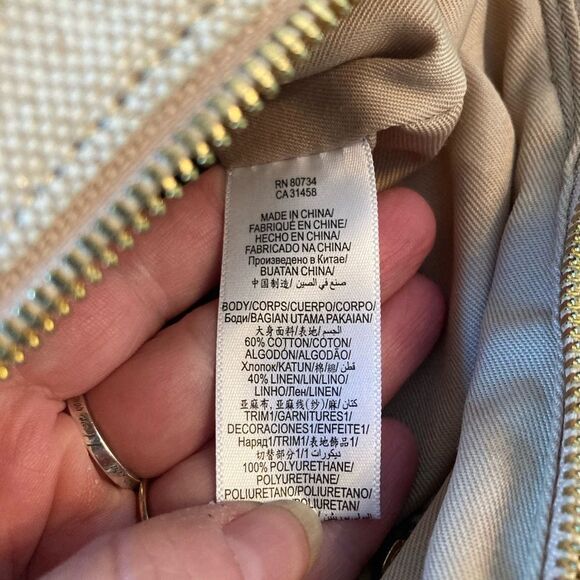 RN 80734
CA 31458
MADE IN CHINA/
FABRIQUÉ EN CHINE/
HECHO EN CHINA/
FABRICADO NA CHINA/
Произведено в Китае/
BUATAN CHINA/
中国制造/ صنع في الصين/
BODY/CORPS/CUERPO/CORPO/
Боди/BAGIAN UTAMA PAKAIAN/
大身面料/表地/الجسم/
60% COTTON/COTON/
ALGODÓN/ALGODÃO/
Хлопок/KATUN/棉/綿/قطن/
40% LINEN/LIN/LINO/
LINHO/Лен/LINEN/
亚麻布, 亚麻线(纱)/麻/كتان/
TRIM1/GARNITURES1/
DECORACIONES1/ENFEITE1/
Наряд1/TRIM1/表地飾品1/
切替部分1/ديكورات1/
100% POLYURETHANE/
POLYURÉTHANE/
POLIURETANO/POLIURETANO/